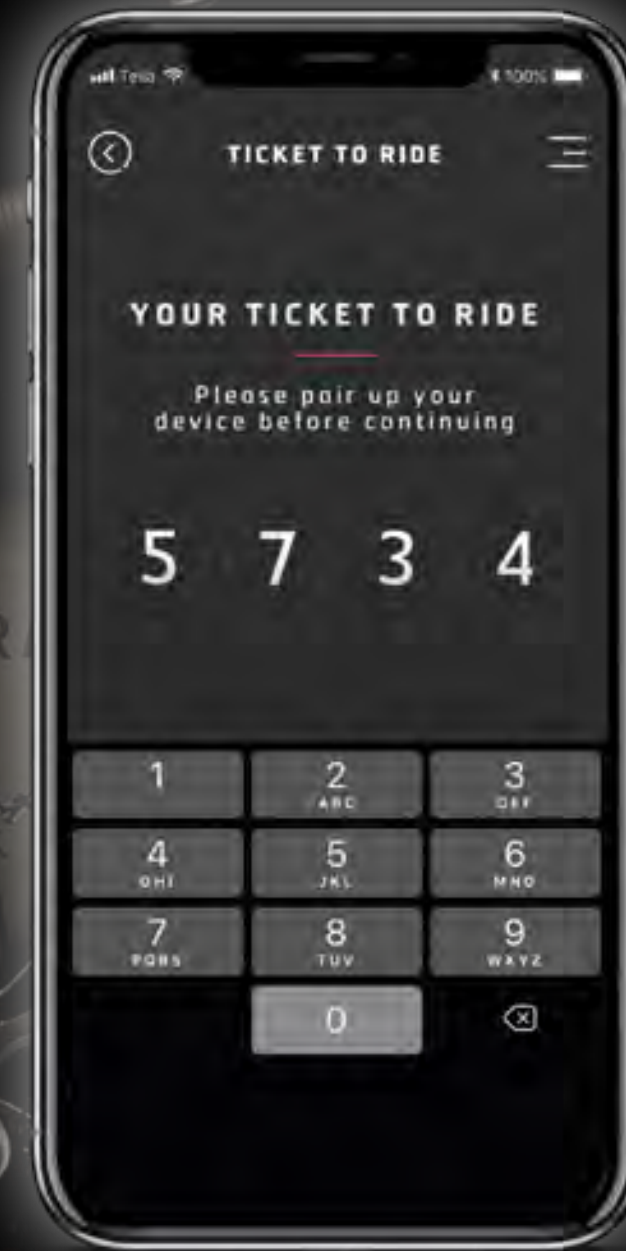 Telia 100%
TICKET TO RIDE
YOUR TICKET TO RIDE
Please pair up your
device before continuing
5 7 3 4
1 2 3
ABC DEF
4 5 6
GHI JKL MNO
7 8 9
PQRS TUV WXYZ
0